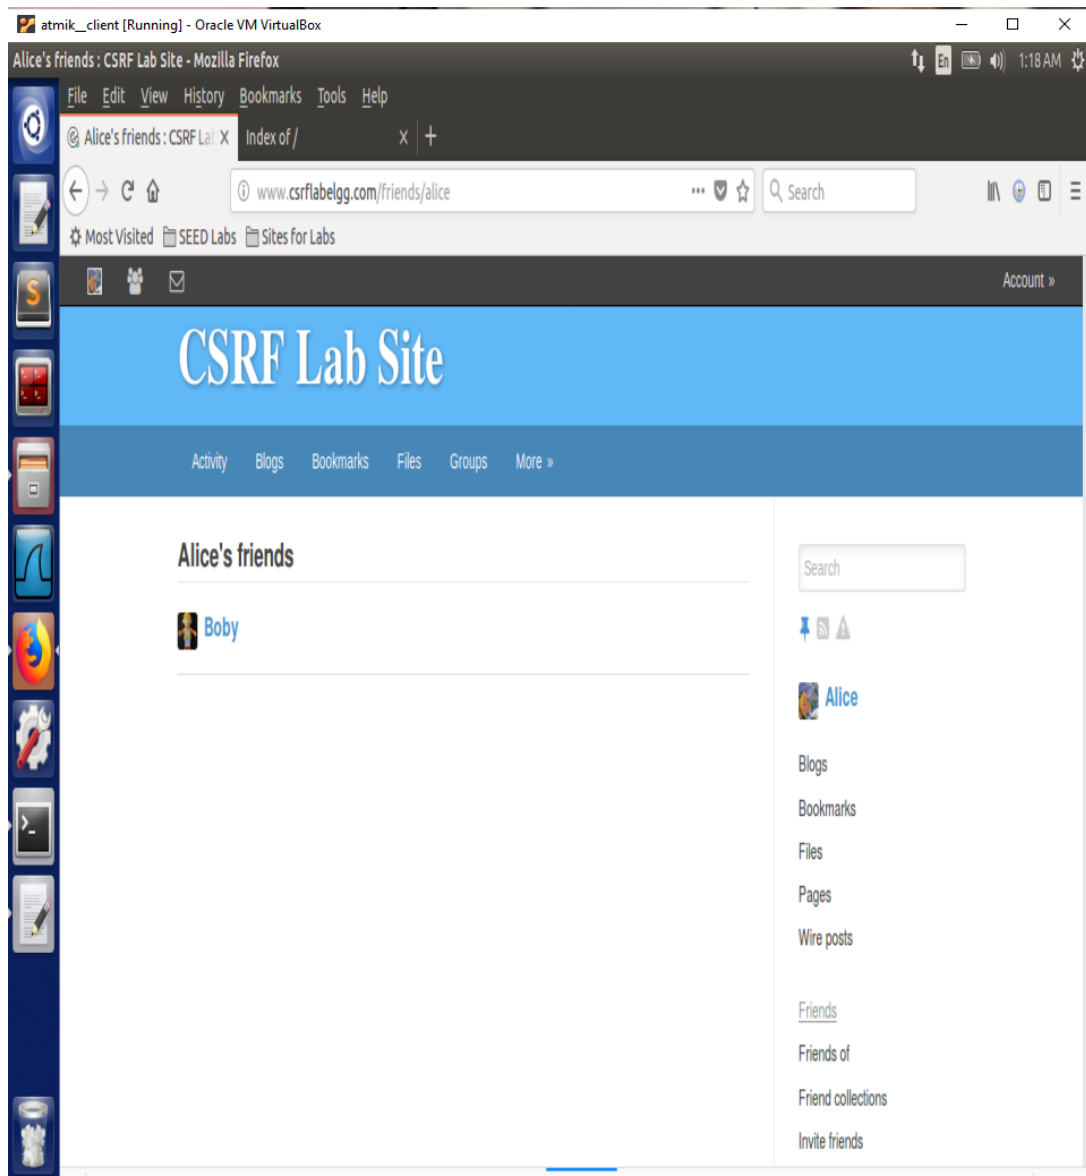 atmik__client [Running] - Oracle VM VirtualBox
Alice's friends : CSRF Lab Site - Mozilla Firefox
En 1:18 AM
File Edit View History Bookmarks Tools Help
Alice's friends : CSRF Lab X Index of / X +
www.csrflabelgg.com/friends/alice ... Search
Most Visited SEED Labs Sites for Labs
Account »
CSRF Lab Site
Activity Blogs Bookmarks Files Groups More »
Alice's friends
Boby
Search
Alice
Blogs
Bookmarks
Files
Pages
Wire posts
Friends
Friends of
Friend collections
Invite friends